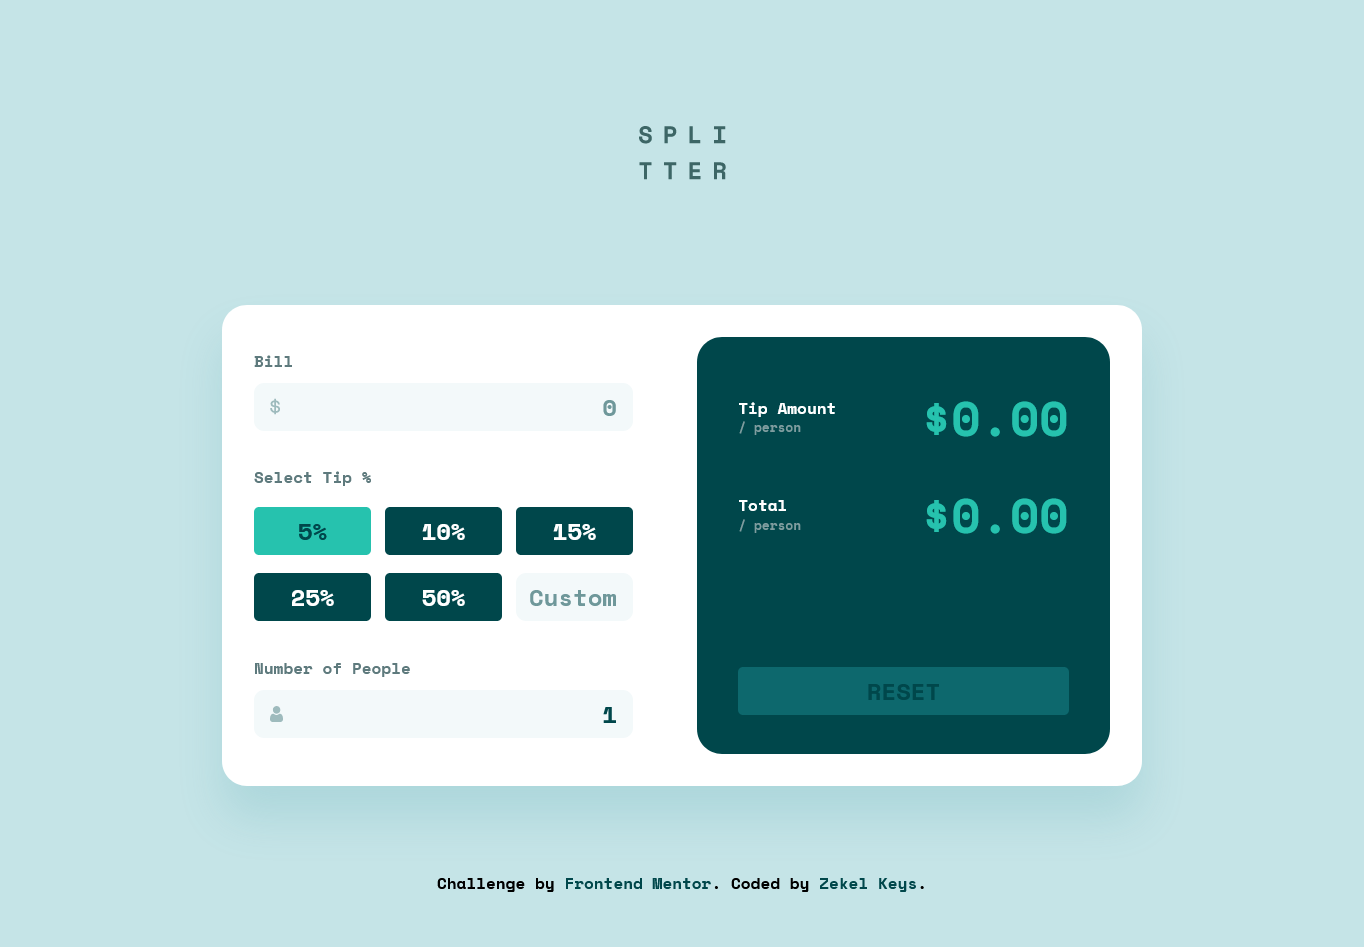 SPLI
TTER
Bill
$ 0
Select Tip %
5% 10% 15%
25% 50% Custom
Number of People
1
Tip Amount
/ person
$0.00
Total
/ person
$0.00
RESET
Challenge by Frontend Mentor. Coded by Zekel Keys.